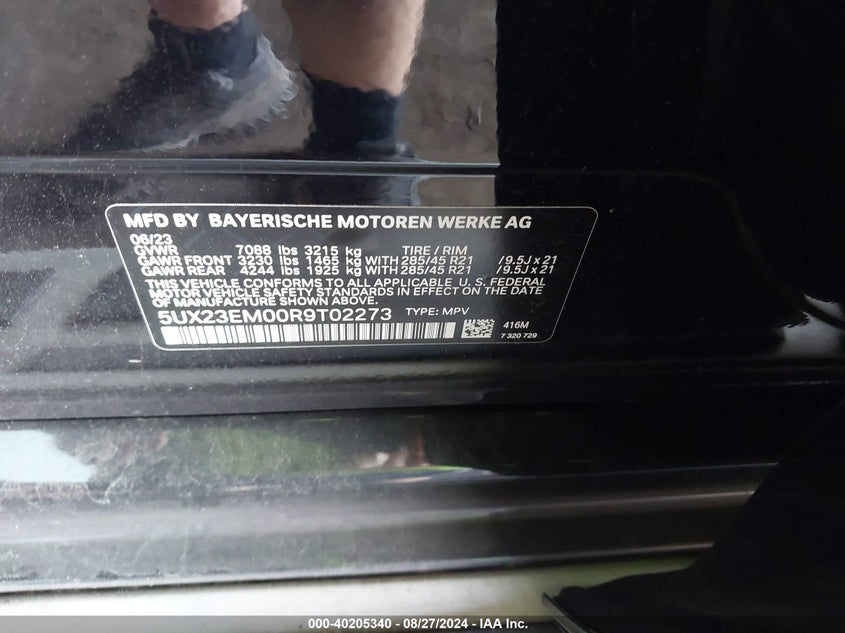 MFD BY BAYERISCHE MOTOREN WERKE AG
06/23
GVWR 7088 lbs 3215 kg TIRE / RIM
GAWR FRONT 3230 lbs 1465 kg WITH 285/45 R21 /9.5J x 21
GAWR REAR 4244 lbs 1925 kg WITH 285/45 R21 /9.5J x 21
THIS VEHICLE CONFORMS TO ALL APPLICABLE U.S. FEDERAL
MOTOR VEHICLE SAFETY STANDARDS IN EFFECT ON THE
DATE OF MANUFACTURE SHOWN ABOVE.
5UX23EM00R9T02273 TYPE: MPV
416M
7 320 729
000-40205340 - 08/27/2024 - IAA Inc.